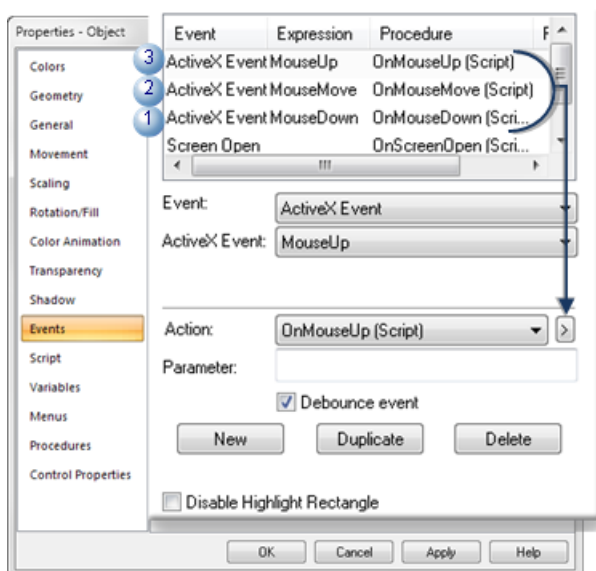 Properties - Object
Colors
Geometry
General
Movement
Scaling
Rotation/Fill
Color Animation
Transparency
Shadow
Events
Script
Variables
Menus
Procedures
Control Properties
Event Expression Procedure F
3 ActiveX Event MouseUp OnMouseUp (Script)
2 ActiveX Event MouseMove OnMouseMove (Script)
1 ActiveX Event MouseDown OnMouseDown (Scri...
Screen Open OnScreenOpen (Scri...
Event: ActiveX Event
ActiveX Event: MouseUp
Action: OnMouseUp (Script) >
Parameter:
Debounce event
New Duplicate Delete
Disable Highlight Rectangle
OK Cancel Apply Help